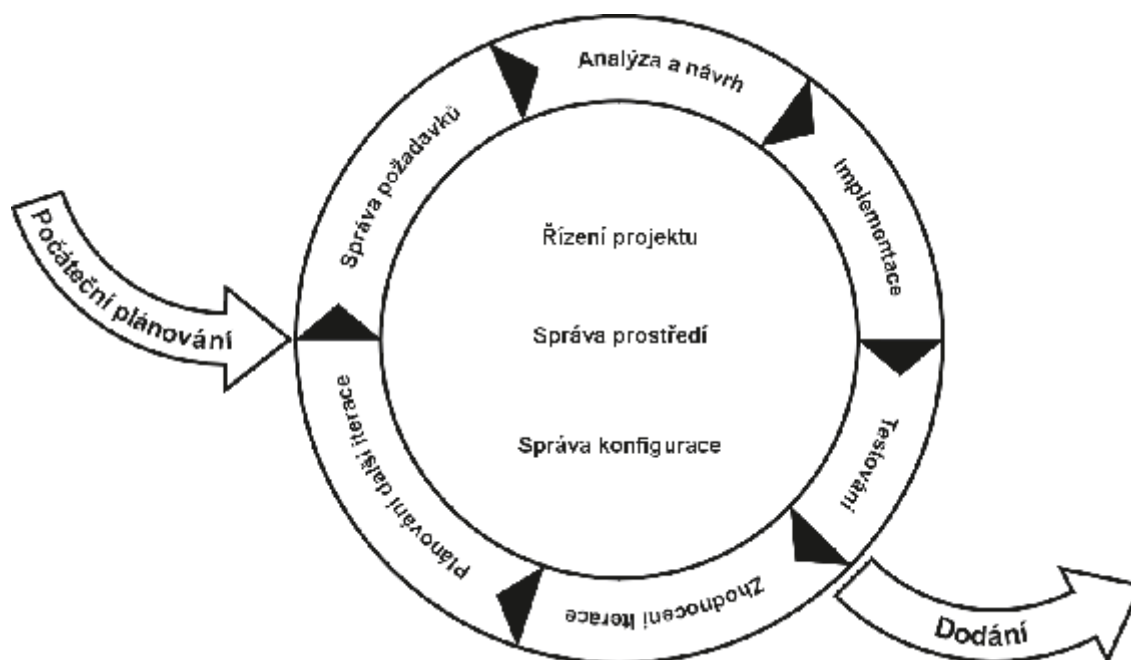 Počáteční plánování
Správa požadavků
Analýza a návrh
Implementace
Testování
Zhodnocení iterace
Plánování další iterace
Řízení projektu
Správa prostředí
Správa konfigurace
Dodání